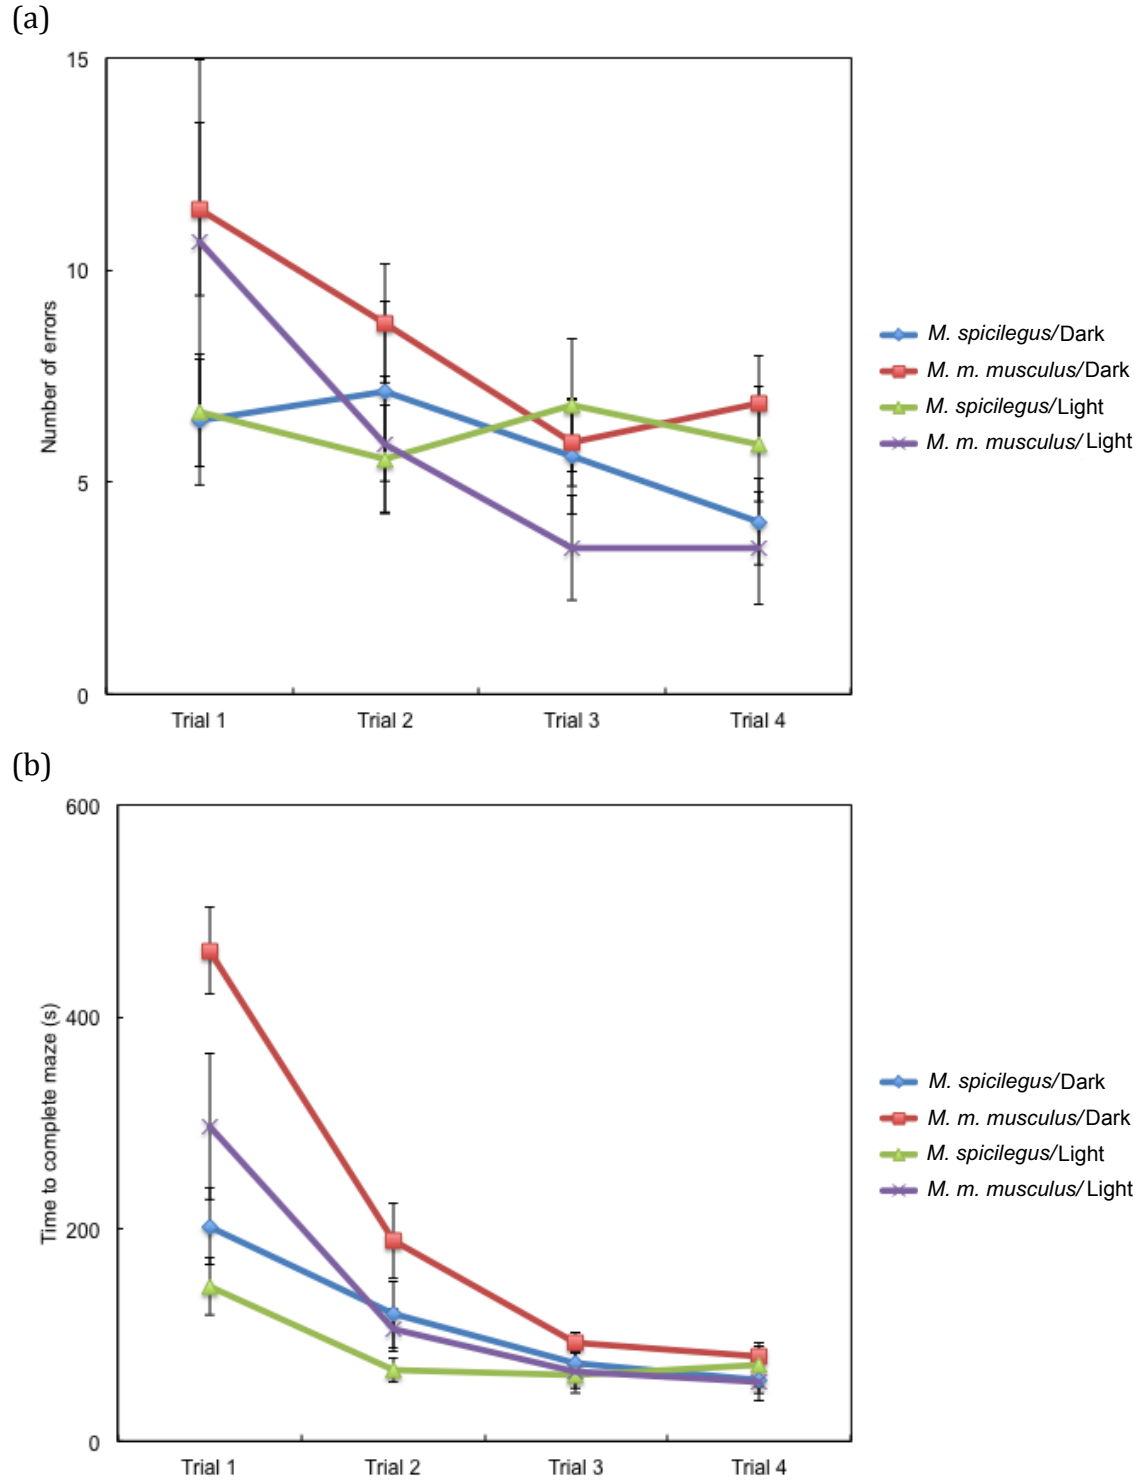 (a)
15
10
5
0
Number of errors
Trial 1 Trial 2 Trial 3 Trial 4
M. spicilegus/Dark
M. m. musculus/Dark
M. spicilegus/Light
M. m. musculus/Light
(b)
600
400
200
0
Time to complete maze (s)
Trial 1 Trial 2 Trial 3 Trial 4
M. spicilegus/Dark
M. m. musculus/Dark
M. spicilegus/Light
M. m. musculus/Light